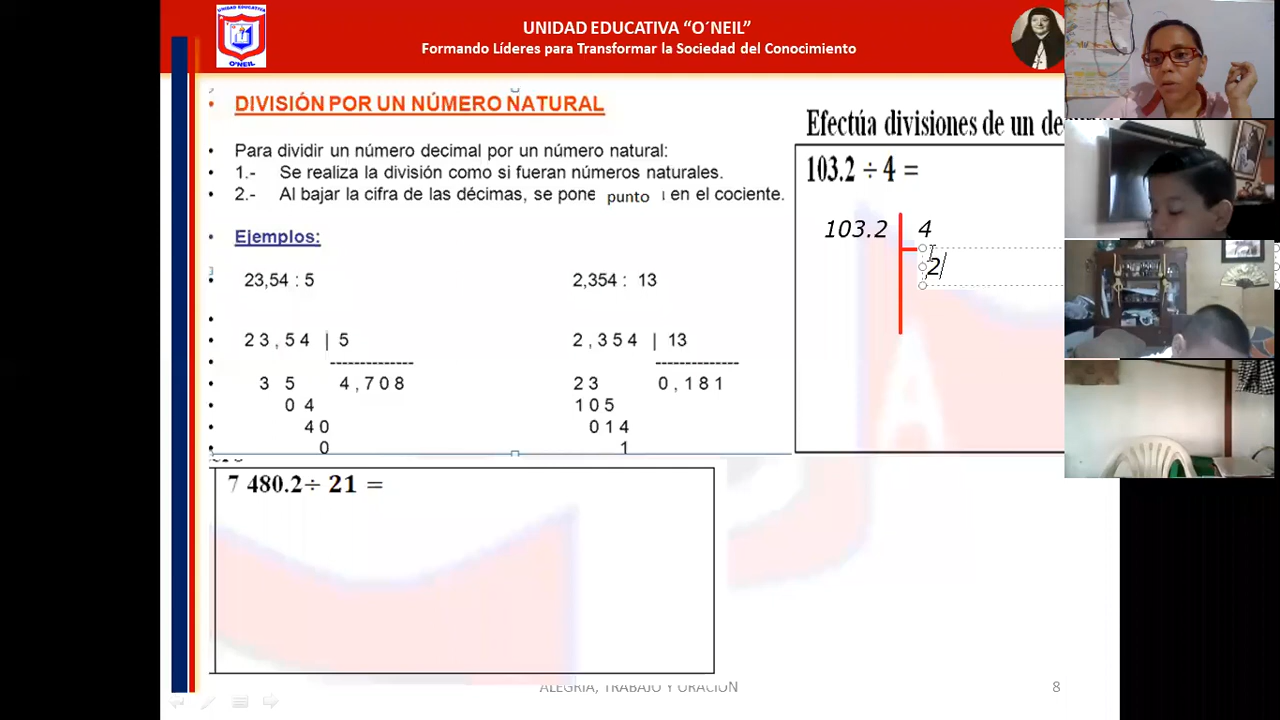 UNIDAD EDUCATIVA
O'NEIL
UNIDAD EDUCATIVA “O´NEIL”
Formando Líderes para Transformar la Sociedad del Conocimiento
• DIVISIÓN POR UN NÚMERO NATURAL
• Para dividir un número decimal por un número natural:
• 1.- Se realiza la división como si fueran números naturales.
• 2.- Al bajar la cifra de las décimas, se pone punto en el cociente.
• Ejemplos:
• 23,54 : 5 2,354 : 13
• 23,54 | 5 2,354 | 13
• -------------- --------------
• 3 5 4,708 23 0,181
• 0 4 105
• 40 014
• 0 1
Efectúa divisiones de un de
103.2 ÷ 4 =
103.2 4
2
7 480.2÷ 21 =
ALEGRIA, TRABAJO Y ORACIÓN 8